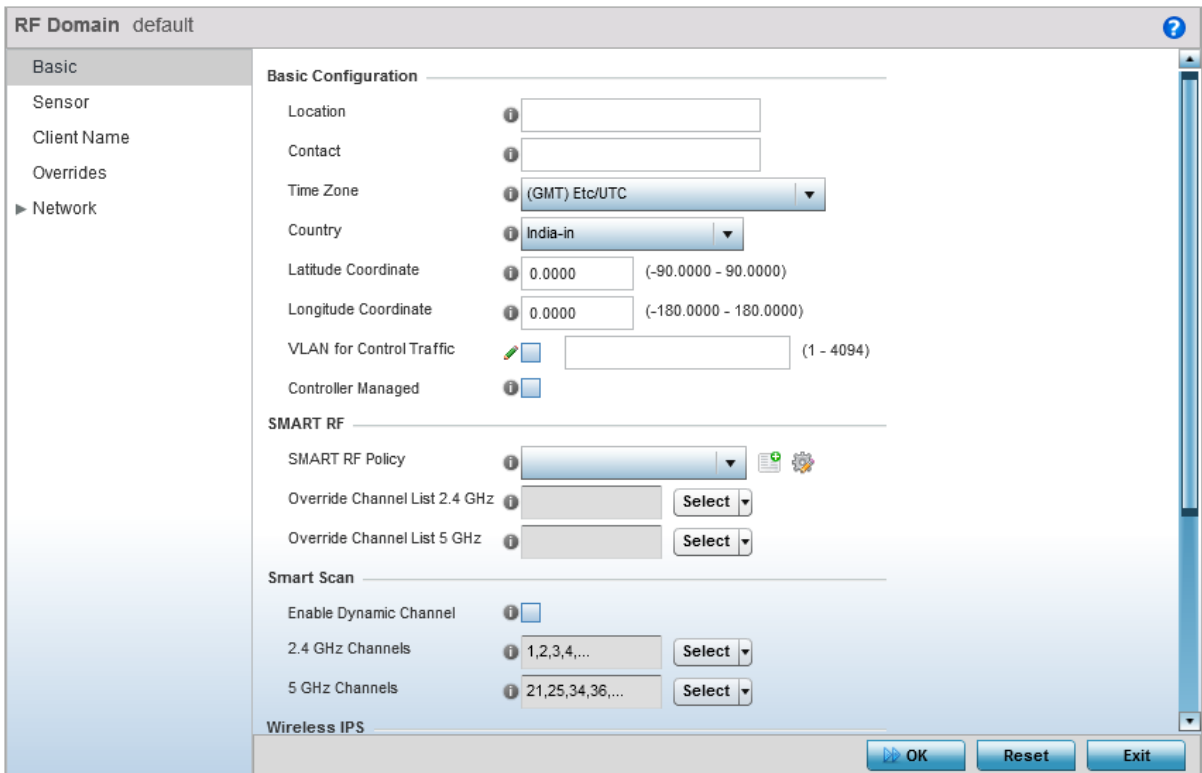 RF Domain default
?
Basic
Sensor
Client Name
Overrides
Network
Basic Configuration
Location
Contact
Time Zone (GMT) Etc/UTC
Country India-in
Latitude Coordinate 0.0000 (-90.0000 - 90.0000)
Longitude Coordinate 0.0000 (-180.0000 - 180.0000)
VLAN for Control Traffic (1 - 4094)
Controller Managed
SMART RF
SMART RF Policy
Override Channel List 2.4 GHz Select
Override Channel List 5 GHz Select
Smart Scan
Enable Dynamic Channel
2.4 GHz Channels 1,2,3,4,... Select
5 GHz Channels 21,25,34,36,... Select
Wireless IPS
OK Reset Exit